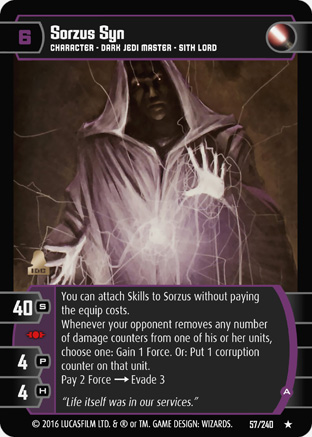 6
Sorzus Syn
CHARACTER - DARK JEDI MASTER - SITH LORD
40 S
4 P
4 H
You can attach Skills to Sorzus without paying
the equip costs.
Whenever your opponent removes any number
of damage counters from one of his or her units,
choose one: Gain 1 Force. Or: Put 1 corruption
counter on that unit.
Pay 2 Force → Evade 3
A
“Life itself was in our services.”
© 2016 LUCASFILM LTD. & ® or TM. GAME DESIGN: WIZARDS.
57/240